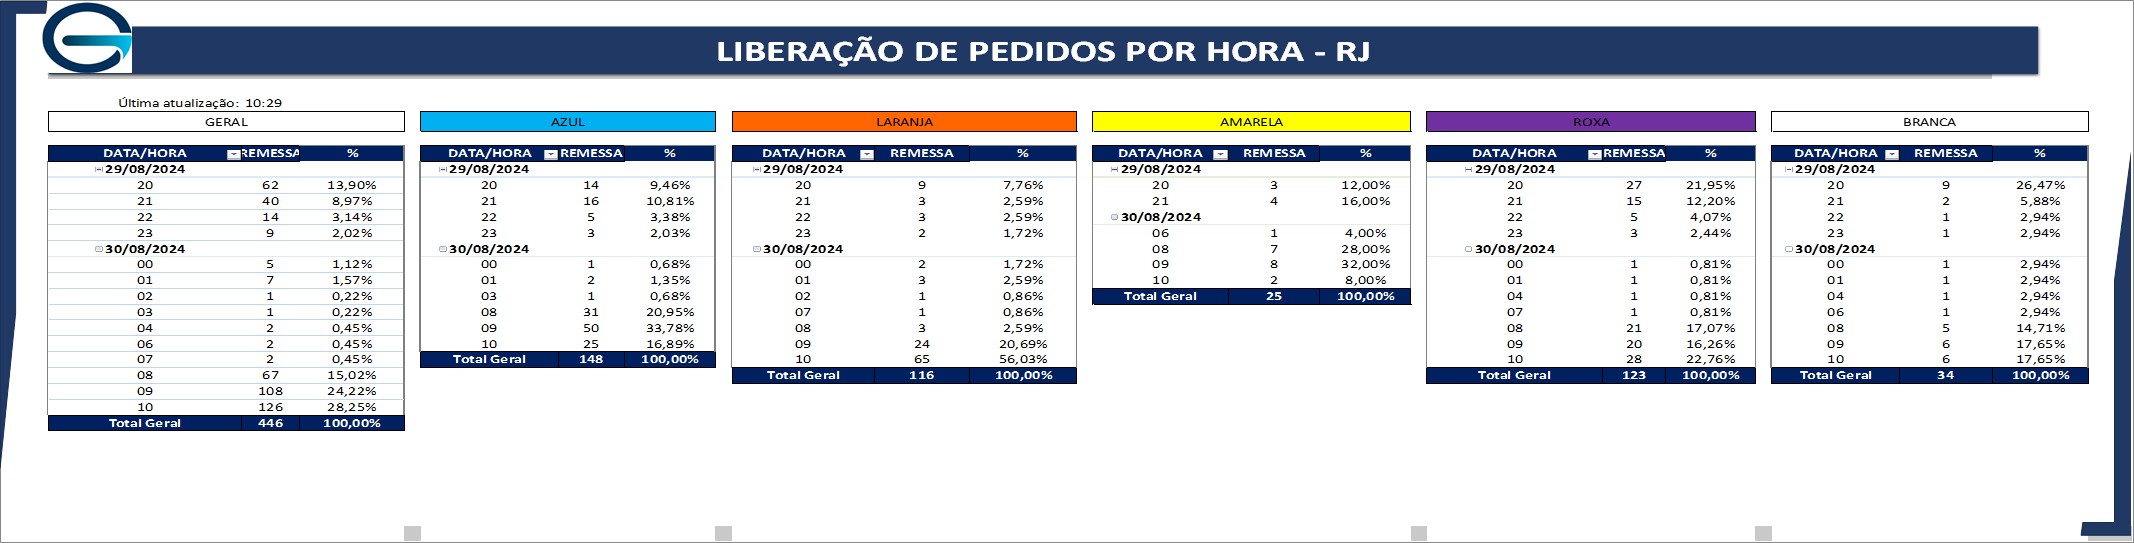 LIBERAÇÃO DE PEDIDOS POR HORA - RJ
Última atualização: 10:29
GERAL
DATA/HORA REMESSA %
29/08/2024
20 62 13,90%
21 40 8,97%
22 14 3,14%
23 9 2,02%
30/08/2024
00 5 1,12%
01 7 1,57%
02 1 0,22%
03 1 0,22%
04 2 0,45%
06 2 0,45%
07 2 0,45%
08 67 15,02%
09 108 24,22%
10 126 28,25%
Total Geral 446 100,00%
AZUL
DATA/HORA REMESSA %
29/08/2024
20 14 9,46%
21 16 10,81%
22 5 3,38%
23 3 2,03%
30/08/2024
00 1 0,68%
01 2 1,35%
03 1 0,68%
08 31 20,95%
09 50 33,78%
10 25 16,89%
Total Geral 148 100,00%
LARANJA
DATA/HORA REMESSA %
29/08/2024
20 9 7,76%
21 3 2,59%
22 3 2,59%
23 2 1,72%
30/08/2024
00 2 1,72%
01 3 2,59%
02 1 0,86%
07 1 0,86%
08 3 2,59%
09 24 20,69%
10 65 56,03%
Total Geral 116 100,00%
AMARELA
DATA/HORA REMESSA %
29/08/2024
20 3 12,00%
21 4 16,00%
30/08/2024
06 1 4,00%
08 7 28,00%
09 8 32,00%
10 2 8,00%
Total Geral 25 100,00%
ROXA
DATA/HORA REMESSA %
29/08/2024
20 27 21,95%
21 15 12,20%
22 5 4,07%
23 3 2,44%
30/08/2024
00 1 0,81%
01 1 0,81%
04 1 0,81%
07 1 0,81%
08 21 17,07%
09 20 16,26%
10 28 22,76%
Total Geral 123 100,00%
BRANCA
DATA/HORA REMESSA %
29/08/2024
20 9 26,47%
21 2 5,88%
22 1 2,94%
23 1 2,94%
30/08/2024
00 1 2,94%
01 1 2,94%
04 1 2,94%
06 1 2,94%
08 5 14,71%
09 6 17,65%
10 6 17,65%
Total Geral 34 100,00%